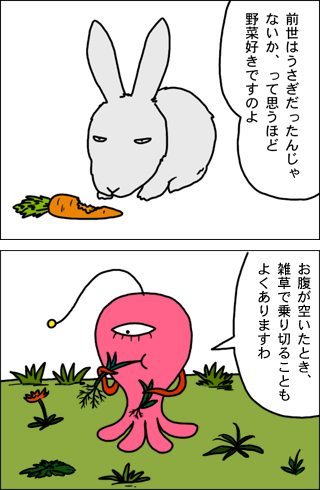 前世はうさぎだったんじゃ
ないか、って思うほど
野菜好きですのよ
お腹が空いたとき、
雑草で乗り切ることも
よくありますわ